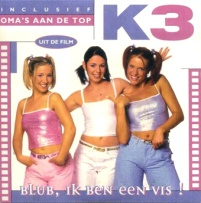 INCLUSIEF
OMA'S AAN DE TOP
K3
UIT DE FILM
BLUB, IK BEN EEN VIS !